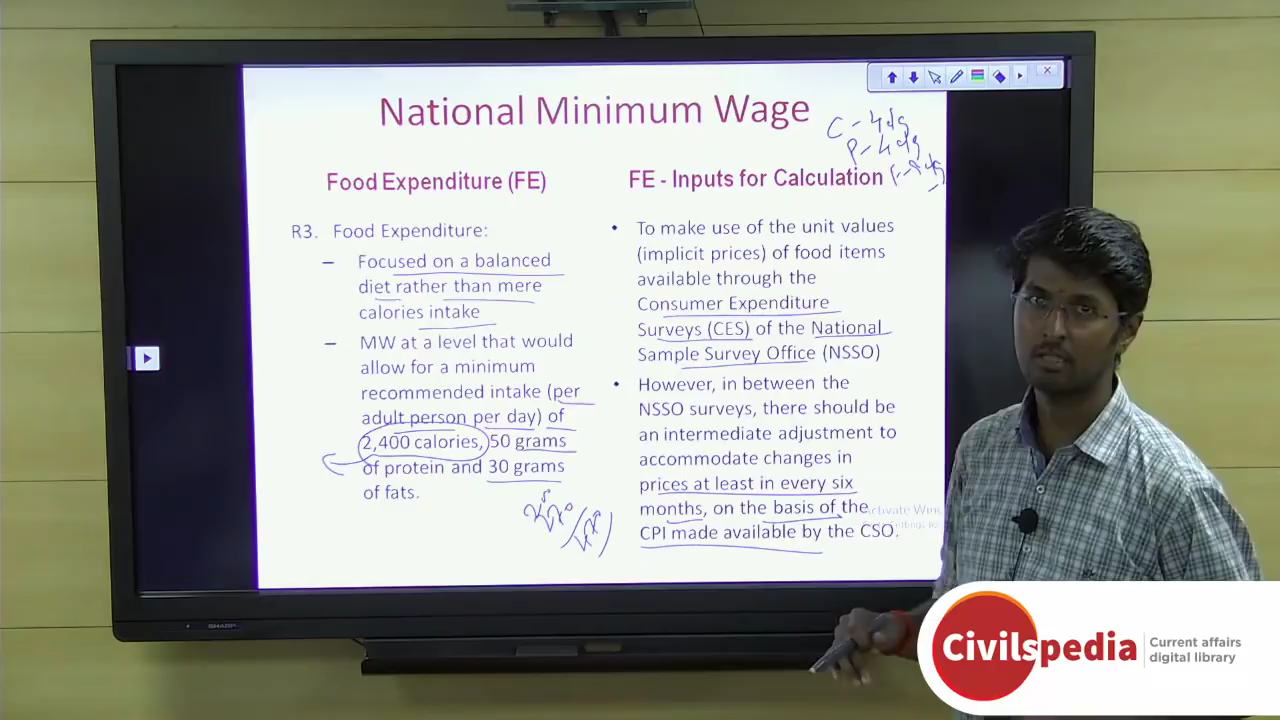 National Minimum Wage
C - 4
P - 4
Food Expenditure (FE)
R3. Food Expenditure:
– Focused on a balanced
diet rather than mere
calories intake
– MW at a level that would
allow for a minimum
recommended intake (per
adult person per day) of
2,400 calories, 50 grams
of protein and 30 grams
of fats.
FE - Inputs for Calculation
• To make use of the unit values
(implicit prices) of food items
available through the
Consumer Expenditure
Surveys (CES) of the National
Sample Survey Office (NSSO)
• However, in between the
NSSO surveys, there should be
an intermediate adjustment to
accommodate changes in
prices at least in every six
months, on the basis of the
CPI made available by the CSO.
Activate Win
SHARP
Civilspedia
Current affairs
digital library